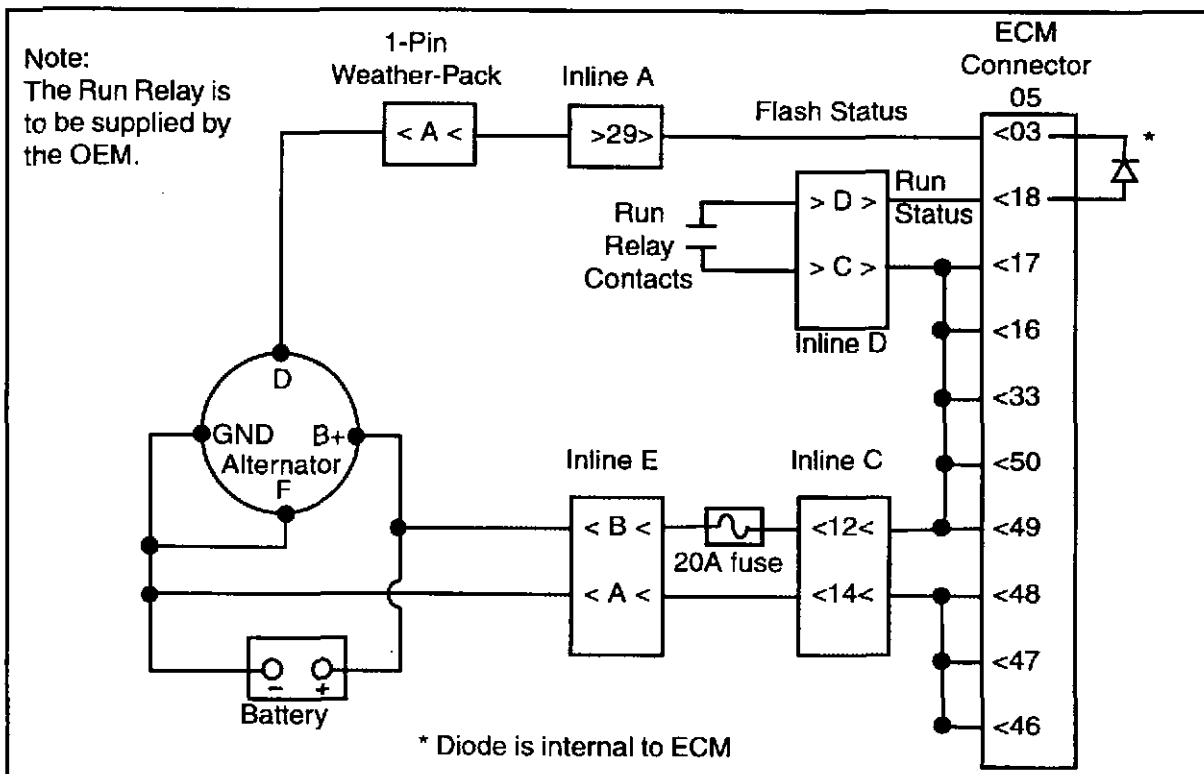 Note:
The Run Relay is
to be supplied by
the OEM.
1-Pin
Weather-Pack
< A <
Inline A
>29>
Flash Status
ECM
Connector
05
<03
*
<18
<17
<16
<33
<50
<49
<48
<47
<46
Run
Status
> D >
> C >
Inline D
Run
Relay
Contacts
D
GND
B+
Alternator
F
Inline E
< B <
< A <
20A fuse
Inline C
<12<
<14<
- +
Battery
* Diode is internal to ECM